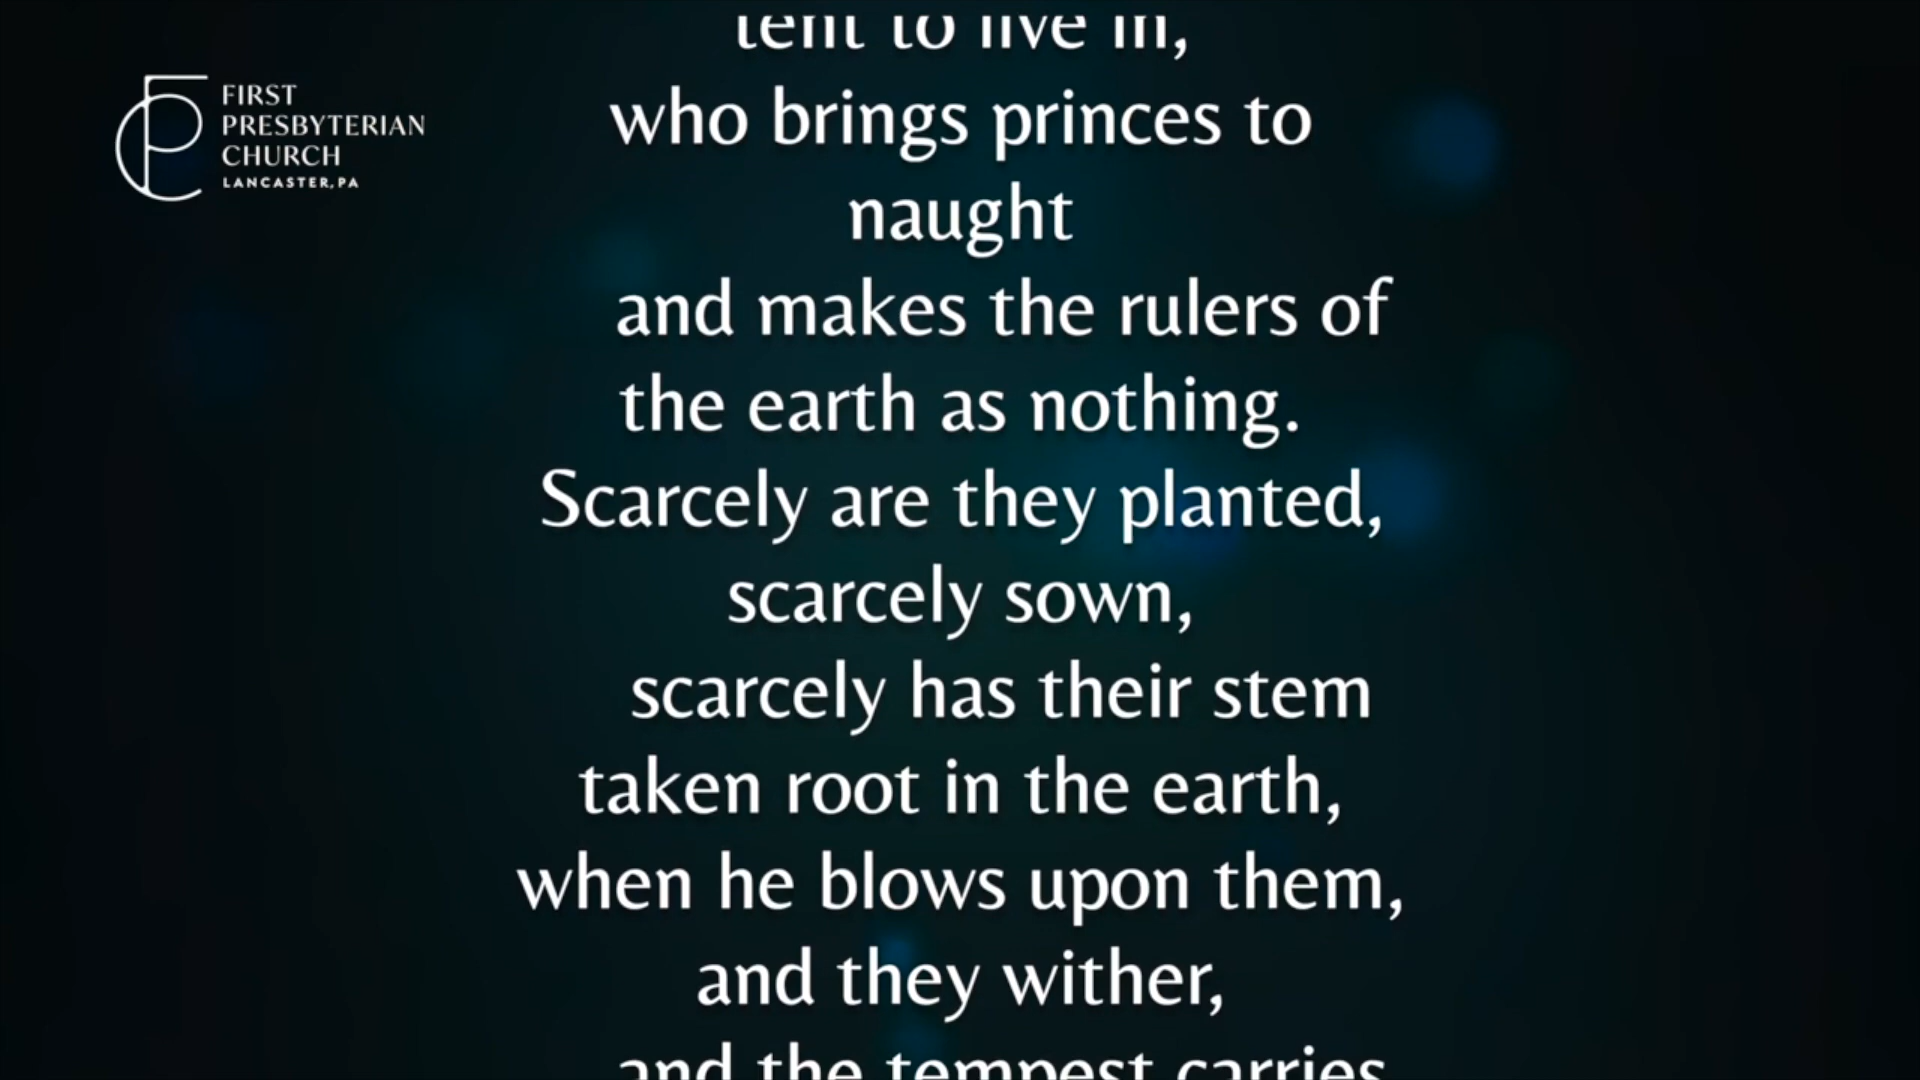 tent to live in,
FIRST
PRESBYTERIAN
CHURCH
LANCASTER, PA
who brings princes to
naught
and makes the rulers of
the earth as nothing.
Scarcely are they planted,
scarcely sown,
scarcely has their stem
taken root in the earth,
when he blows upon them,
and they wither,
and the tempest carries